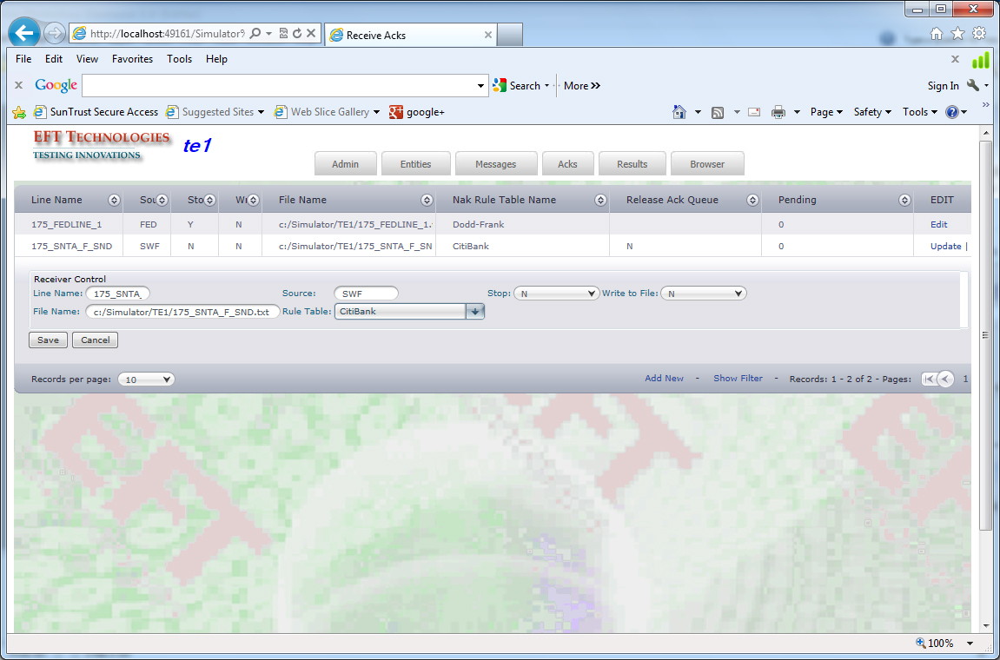 http://localhost:49161/Simulator9
Receive Acks
File Edit View Favorites Tools Help
Google Search More Sign In
SunTrust Secure Access Suggested Sites Web Slice Gallery google+ Page Safety Tools
EFT TECHNOLOGIES
TESTING INNOVATIONS
te1
Admin Entities Messages Acks Results Browser
Line Name Sou Sto Wr File Name Nak Rule Table Name Release Ack Queue Pending EDIT
175_FEDLINE_1 FED Y N c:/Simulator/TE1/175_FEDLINE_1. Dodd-Frank 0 Edit
175_SNTA_F_SND SWF N N c:/Simulator/TE1/175_SNTA_F_SN CitiBank N 0 Update |
Receiver Control
Line Name: 175_SNTA_ Source: SWF Stop: N Write to File: N
File Name: c:/Simulator/TE1/175_SNTA_F_SND.txt Rule Table: CitiBank
Save Cancel
Records per page: 10 Add New - Show Filter - Records: 1 - 2 of 2 - Pages: 1
EFT
EFT
E
100%